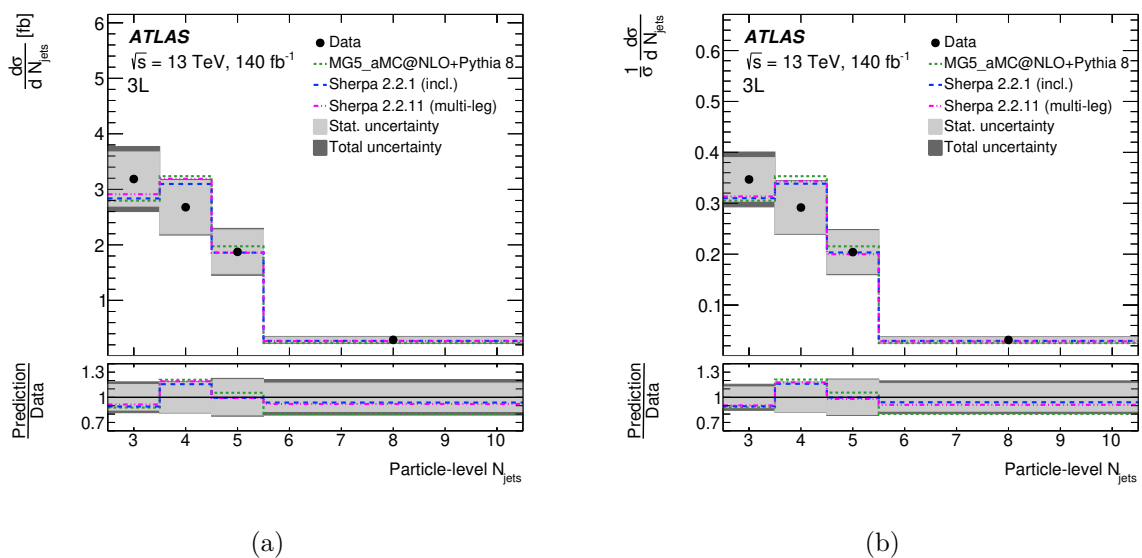 dσ
d N_jets [fb]
6
5
4
3
2
1
ATLAS
√s = 13 TeV, 140 fb⁻¹
3L
Data
MG5_aMC@NLO+Pythia 8
Sherpa 2.2.1 (incl.)
Sherpa 2.2.11 (multi-leg)
Stat. uncertainty
Total uncertainty
Prediction
Data
1.3
1
0.7
3 4 5 6 7 8 9 10
Particle-level N_jets
(a)
1 dσ
σ d N_jets
0.6
0.5
0.4
0.3
0.2
0.1
ATLAS
√s = 13 TeV, 140 fb⁻¹
3L
Data
MG5_aMC@NLO+Pythia 8
Sherpa 2.2.1 (incl.)
Sherpa 2.2.11 (multi-leg)
Stat. uncertainty
Total uncertainty
Prediction
Data
1.3
1
0.7
3 4 5 6 7 8 9 10
Particle-level N_jets
(b)